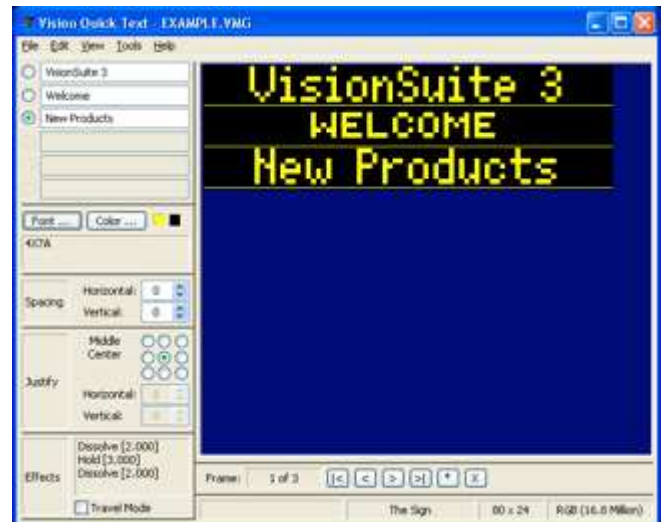 Vision Quick Text - EXAMPLE.VMG
File Edit View Tools Help
VisionSuite 3
Welcome
New Products
VisionSuite 3
WELCOME
New Products
Font ... Color ...
4X7A
Spacing
Horizontal: 0
Vertical: 0
Justify
Middle
Center
Horizontal:
Vertical:
Effects
Dissolve [2.000]
Hold [3.000]
Dissolve [2.000]
Travel Mode
Frame: 1 of 3 |< < > >| * X
The Sign 80 x 24 RGB (16.8 Million)